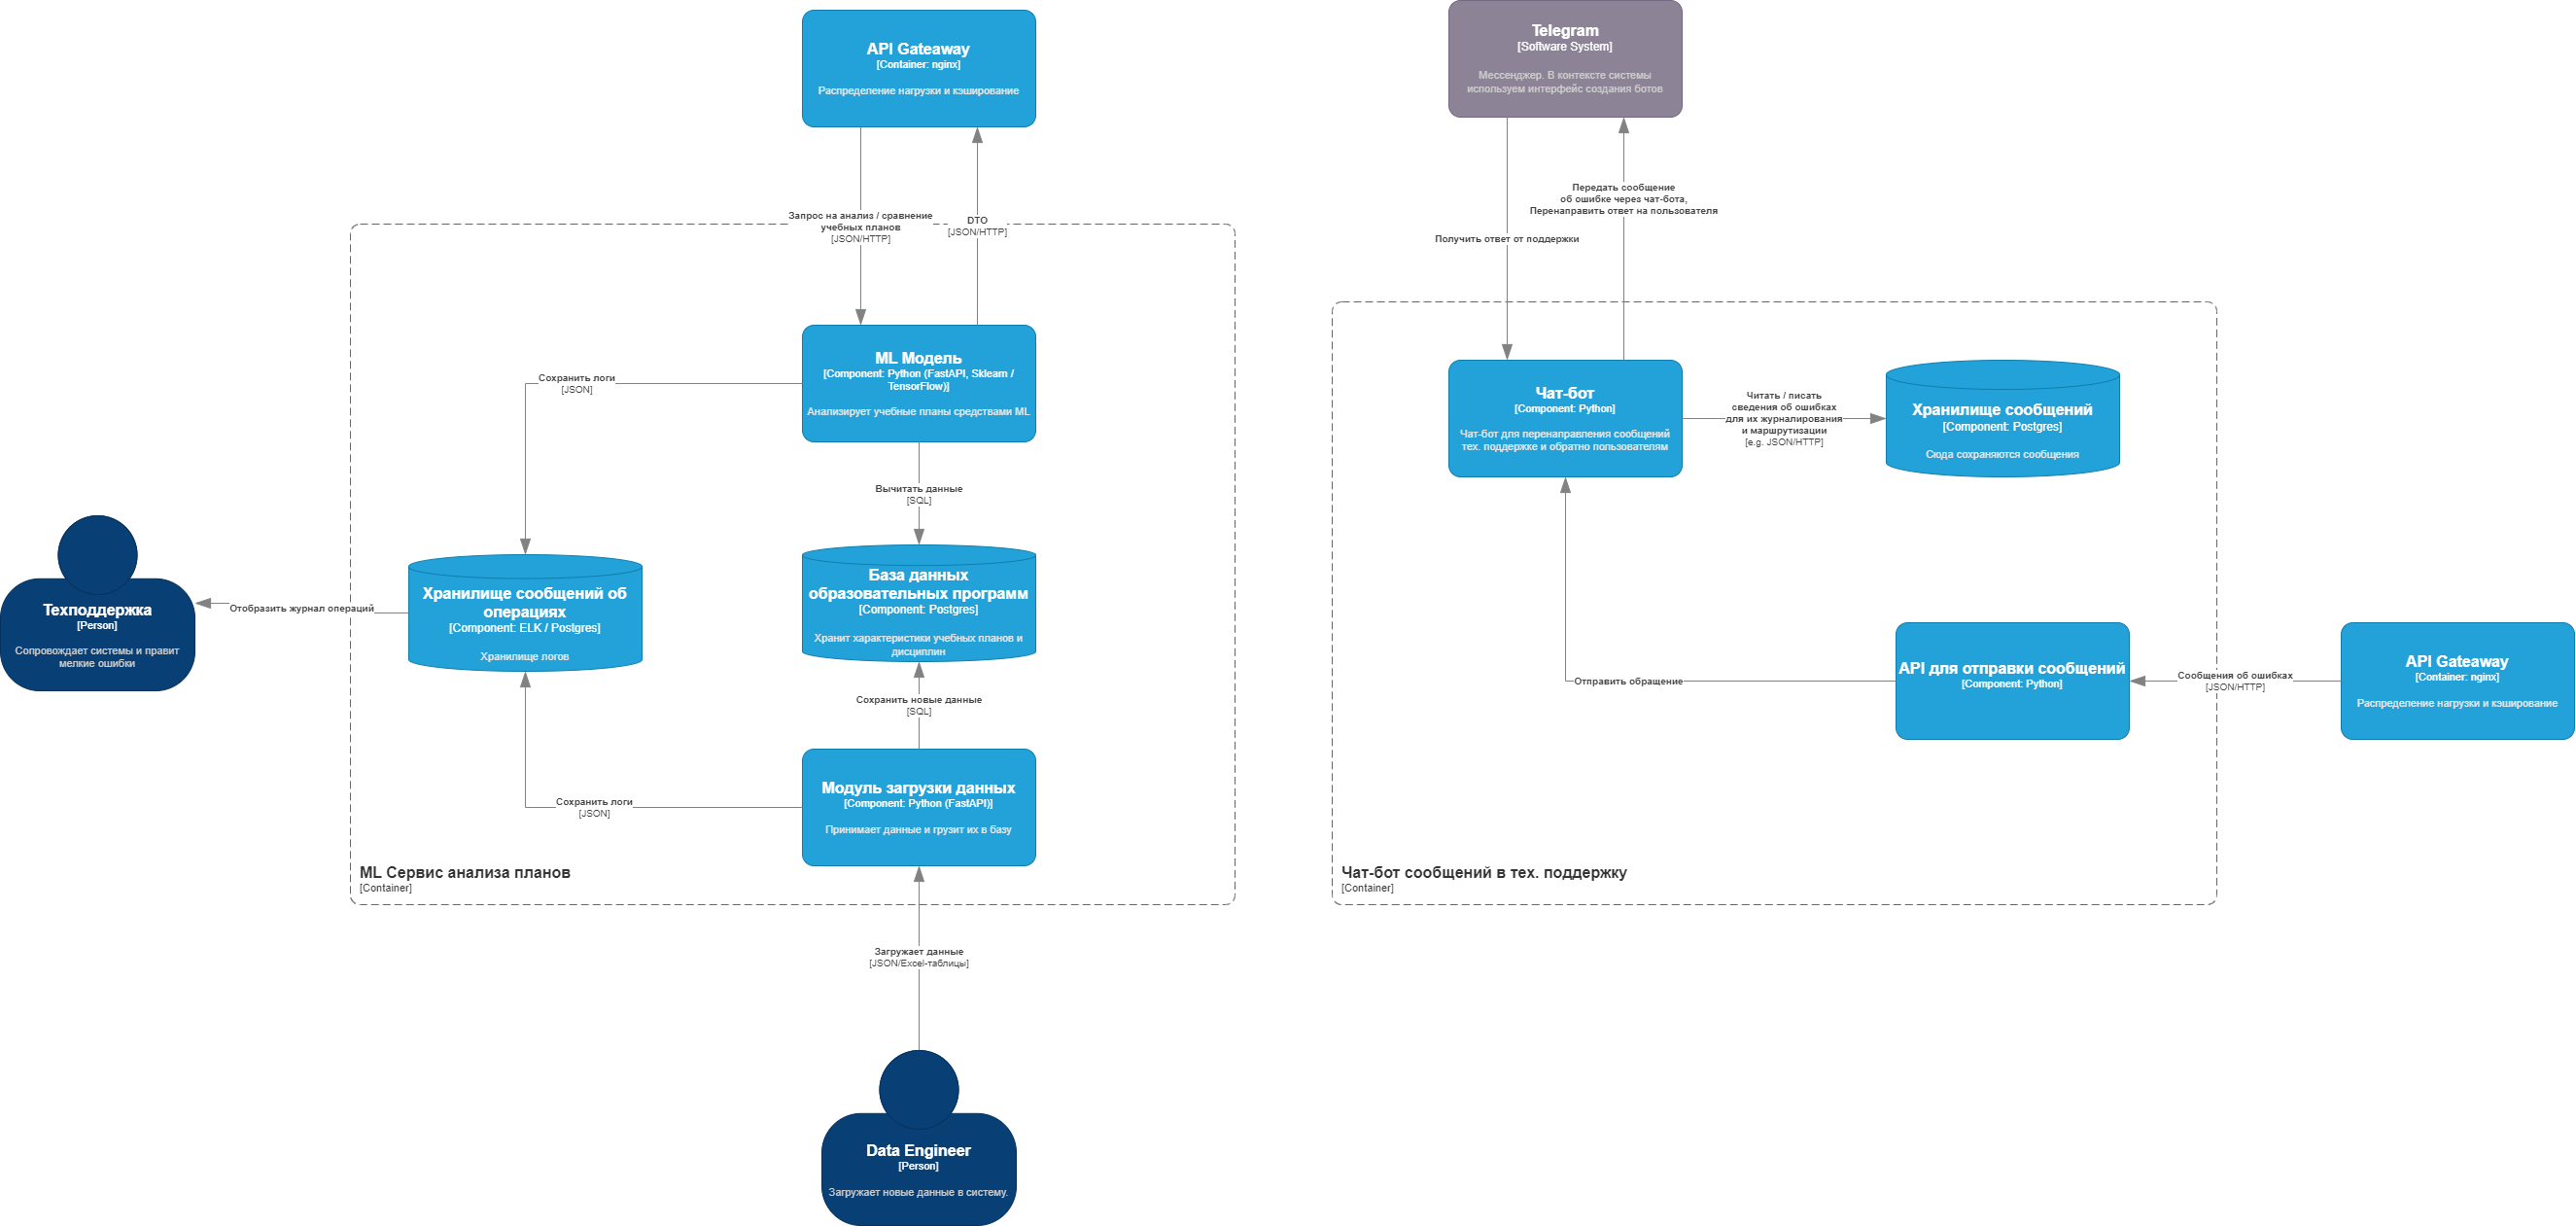 API Gateaway
[Container: nginx]
Распределение нагрузки и кэширование
Запрос на анализ / сравнение
учебных планов
[JSON/HTTP]
DTO
[JSON/HTTP]
ML Модель
[Component: Python (FastAPI, Sklearn /
TensorFlow)]
Анализирует учебные планы средствами ML
Сохранить логи
[JSON]
Вычитать данные
[SQL]
Техподдержка
[Person]
Сопровождает системы и правит
мелкие ошибки
Отобразить журнал операций
Хранилище сообщений об
операциях
[Component: ELK / Postgres]
Хранилище логов
База данных
образовательных программ
[Component: Postgres]
Хранит характеристики учебных планов и
дисциплин
Сохранить новые данные
[SQL]
Модуль загрузки данных
[Component: Python (FastAPI)]
Принимает данные и грузит их в базу
Сохранить логи
[JSON]
ML Сервис анализа планов
[Container]
Загружает данные
[JSON/Excel-таблицы]
Data Engineer
[Person]
Загружает новые данные в систему.
Telegram
[Software System]
Мессенджер. В контексте системы
используем интерфейс создания ботов
Передать сообщение
об ошибке через чат-бота,
Перенаправить ответ на пользователя
Получить ответ от поддержки
Чат-бот
[Component: Python]
Чат-бот для перенаправления сообщений
тех. поддержке и обратно пользователям
Читать / писать
сведения об ошибках
для их журналирования
и маршрутизации
[e.g. JSON/HTTP]
Хранилище сообщений
[Component: Postgres]
Сюда сохраняются сообщения
Отправить обращение
API для отправки сообщений
[Component: Python]
Сообщения об ошибках
[JSON/HTTP]
API Gateaway
[Container: nginx]
Распределение нагрузки и кэширование
Чат-бот сообщений в тех. поддержку
[Container]